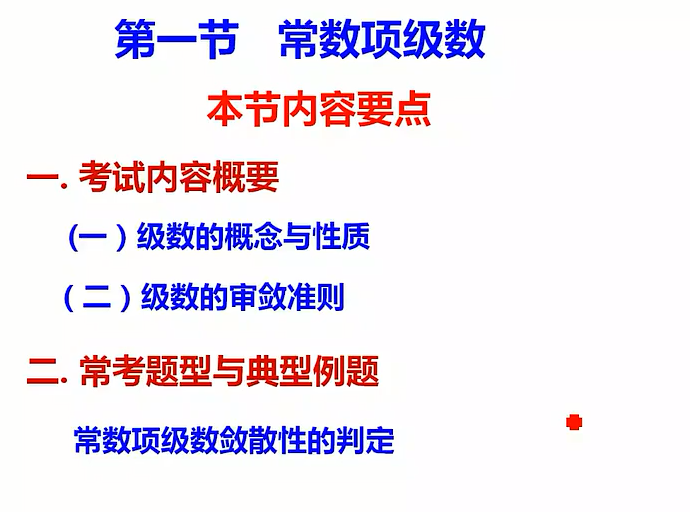 第一节 常数项级数
本节内容要点
一. 考试内容概要
(一）级数的概念与性质
（二）级数的审敛准则
二. 常考题型与典型例题
常数项级数敛散性的判定